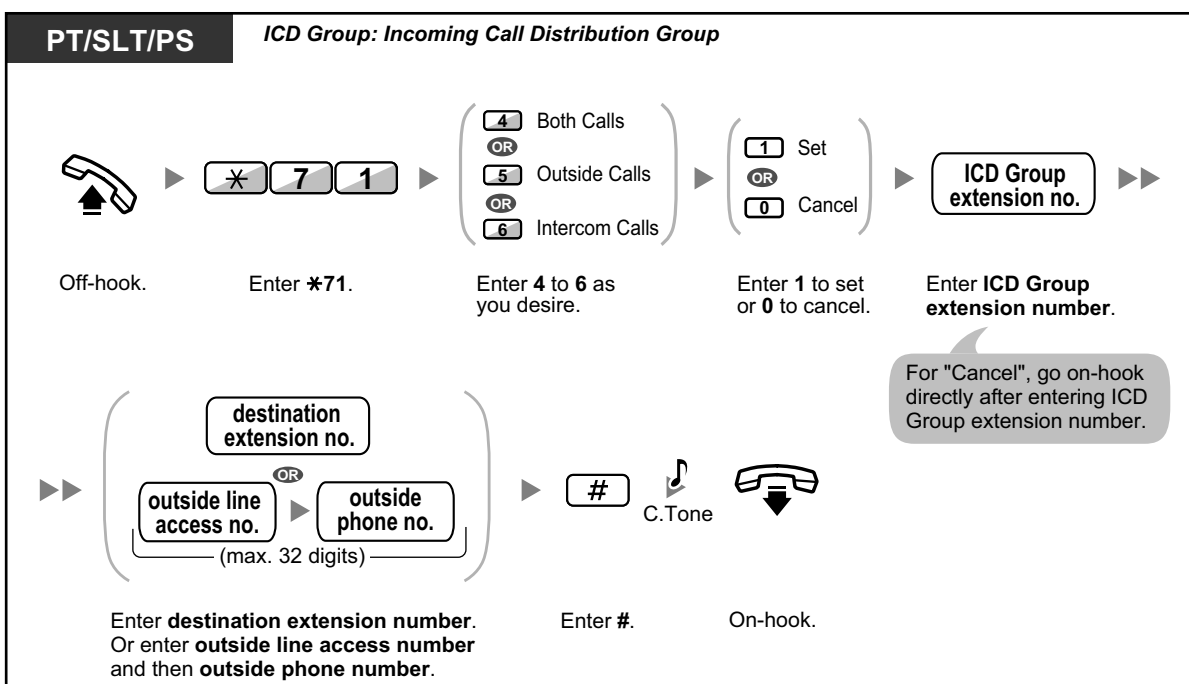 PT/SLT/PS
ICD Group: Incoming Call Distribution Group
Off-hook.
✳ 7 1
Enter ✳71.
4 Both Calls
OR
5 Outside Calls
OR
6 Intercom Calls
Enter 4 to 6 as
you desire.
1 Set
OR
0 Cancel
Enter 1 to set
or 0 to cancel.
ICD Group
extension no.
Enter ICD Group
extension number.
For "Cancel", go on-hook
directly after entering ICD
Group extension number.
destination
extension no.
OR
outside line
access no.
outside
phone no.
(max. 32 digits)
Enter destination extension number.
Or enter outside line access number
and then outside phone number.
#
Enter #.
C.Tone
On-hook.